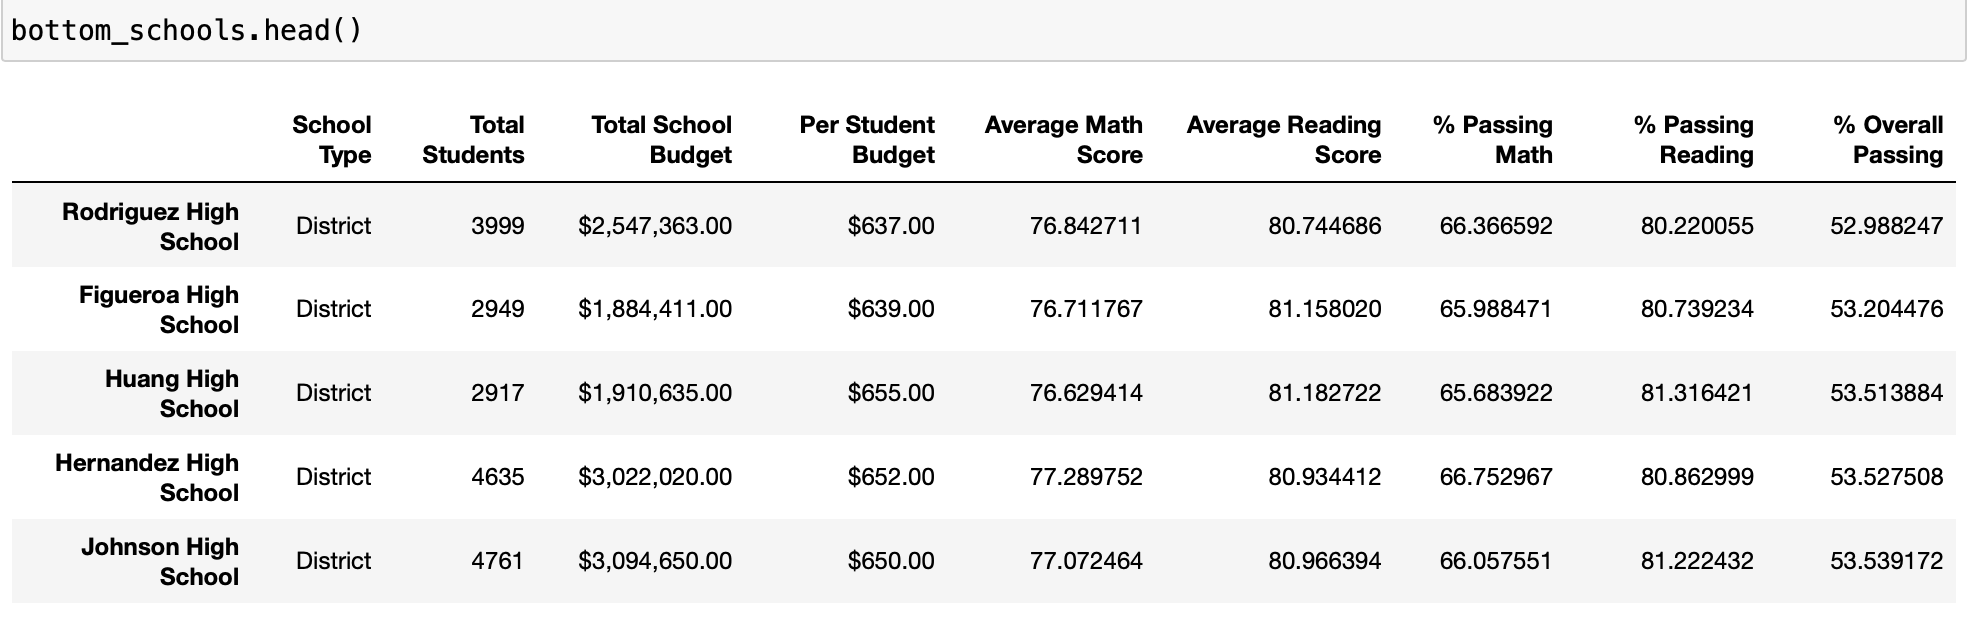 bottom_schools.head()
School Total Total School Per Student Average Math Average Reading % Passing % Passing % Overall
Type Students Budget Budget Score Score Math Reading Passing
Rodriguez High
School District 3999 $2,547,363.00 $637.00 76.842711 80.744686 66.366592 80.220055 52.988247
Figueroa High
School District 2949 $1,884,411.00 $639.00 76.711767 81.158020 65.988471 80.739234 53.204476
Huang High
School District 2917 $1,910,635.00 $655.00 76.629414 81.182722 65.683922 81.316421 53.513884
Hernandez High
School District 4635 $3,022,020.00 $652.00 77.289752 80.934412 66.752967 80.862999 53.527508
Johnson High
School District 4761 $3,094,650.00 $650.00 77.072464 80.966394 66.057551 81.222432 53.539172